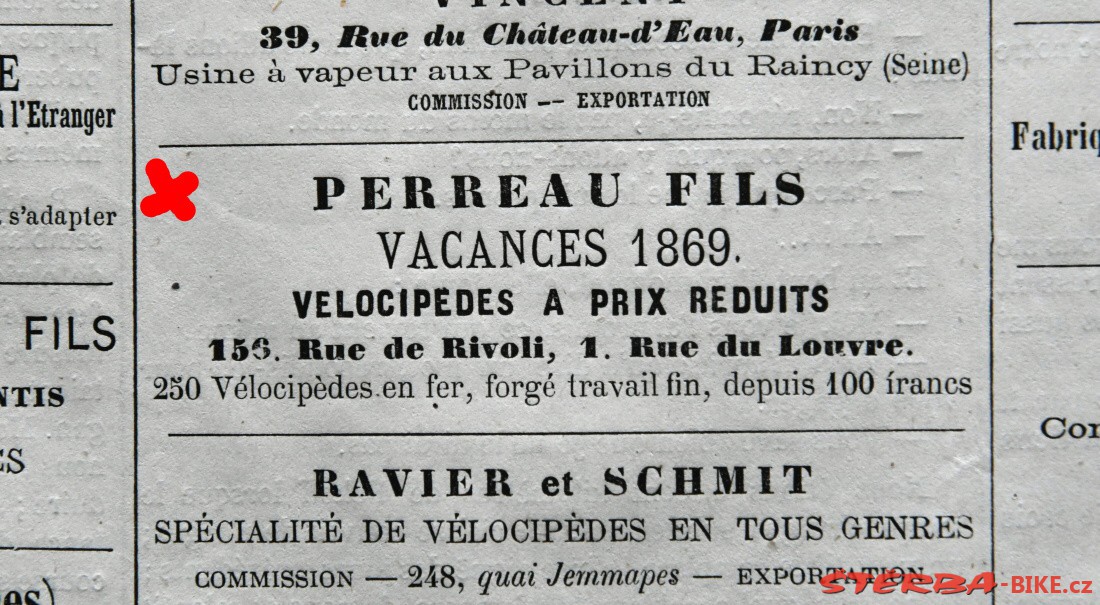 VINCENT
39, Rue du Château-d'Eau, Paris
Usine à vapeur aux Pavillons du Raincy (Seine)
COMMISSION -- EXPORTATION
PERREAU FILS
VACANCES 1869.
VELOCIPÈDES A PRIX REDUITS
156. Rue de Rivoli, 1. Rue du Louvre.
250 Vélocipèdes en fer, forgé travail fin, depuis 100 francs
RAVIER et SCHMIT
SPÉCIALITÉ DE VÉLOCIPÈDES EN TOUS GENRES
COMMISSION — 248, quai Jemmapes — EXPORTATION
l'Etranger
s'adapter
FILS
Fabriq
Cor
STERBA-BIKE.cz